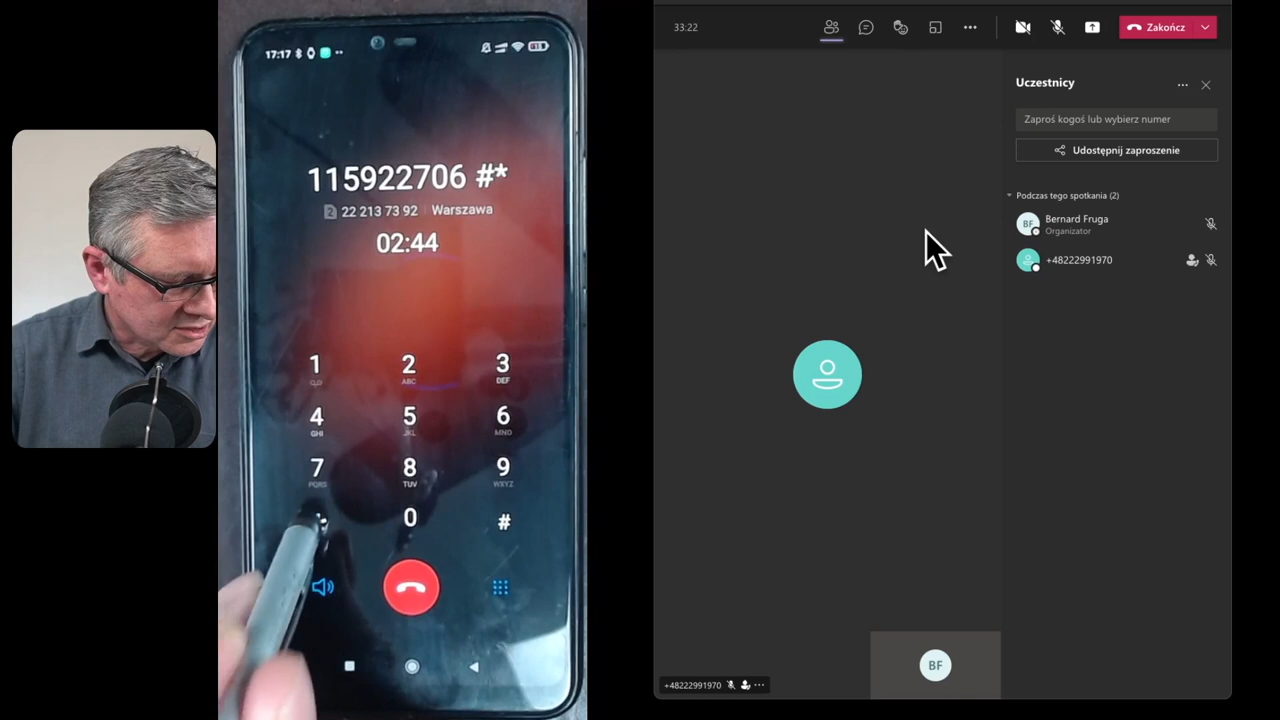 17:17
115922706 #*
2 22 213 73 92 Warszawa
02:44
1 2 3
ABC DEF
4 5 6
GHI JKL MNO
7 8 9
PQRS TUV WXYZ
0 #
33:22
Zakończ
Uczestnicy
Zaproś kogoś lub wybierz numer
Udostępnij zaproszenie
Podczas tego spotkania (2)
BF Bernard Fruga
Organizator
+48222991970
BF
+48222991970